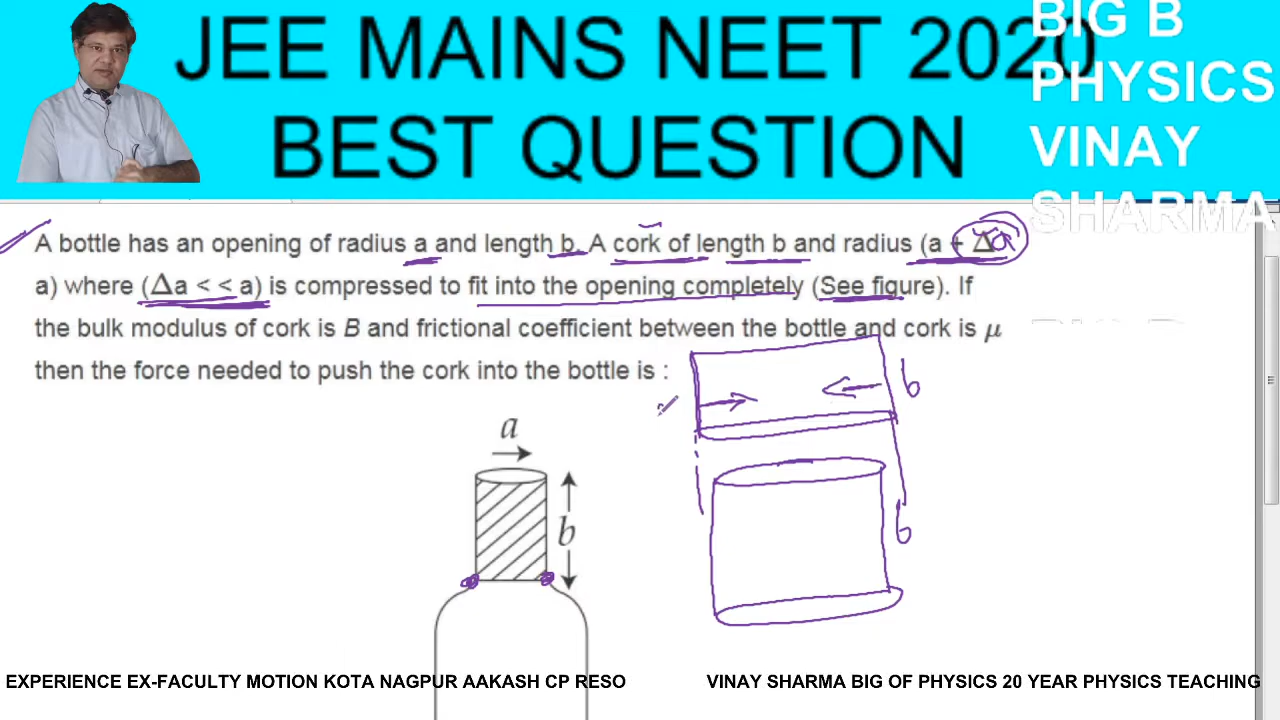 JEE MAINS NEET 2020
BEST QUESTION
BIG B
PHYSICS
VINAY
SHARMA
A bottle has an opening of radius a and length b. A cork of length b and radius (a + Δa
a) where (Δa < < a) is compressed to fit into the opening completely (See figure). If
the bulk modulus of cork is B and frictional coefficient between the bottle and cork is μ
then the force needed to push the cork into the bottle is :
b
a
b
b
EXPERIENCE EX-FACULTY MOTION KOTA NAGPUR AAKASH CP RESO
VINAY SHARMA BIG OF PHYSICS 20 YEAR PHYSICS TEACHING